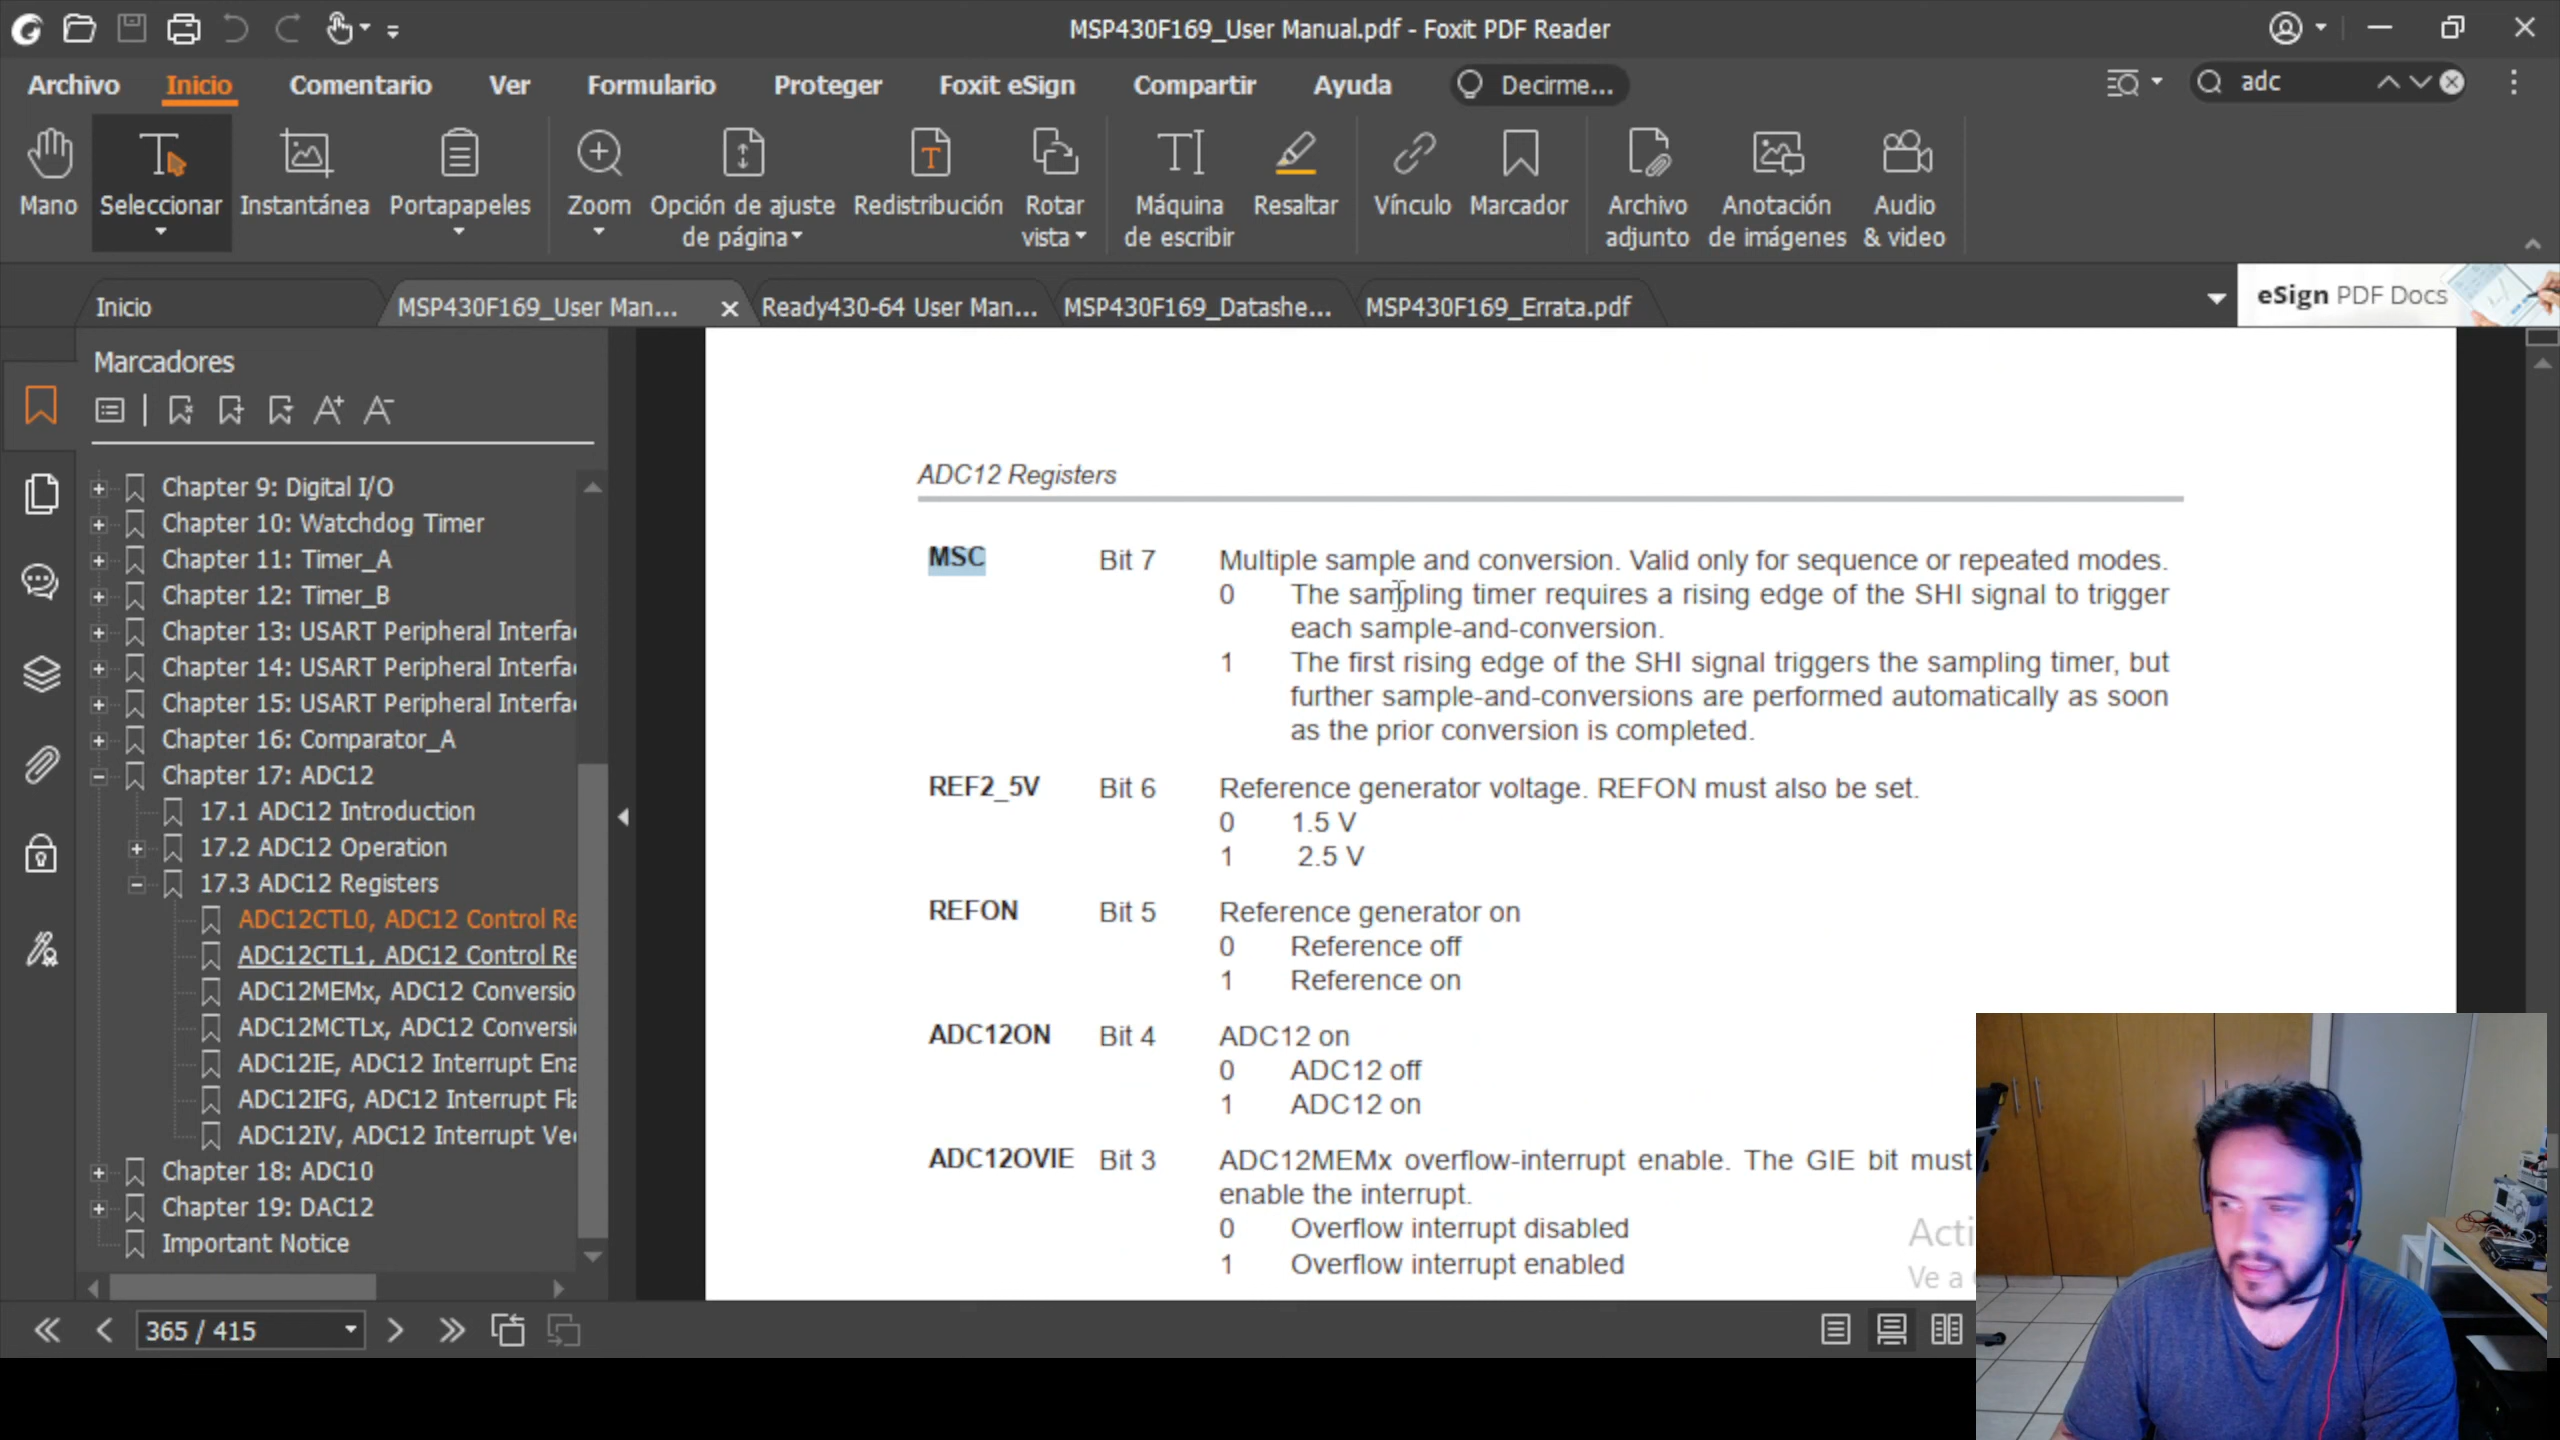 MSP430F169_User Manual.pdf - Foxit PDF Reader
Archivo Inicio Comentario Ver Formulario Proteger Foxit eSign Compartir Ayuda Decirme... adc
Mano Seleccionar Instantánea Portapapeles Zoom Opción de ajuste de página Redistribución Rotar vista Máquina de escribir Resaltar Vínculo Marcador Archivo adjunto Anotación de imágenes Audio & video
Inicio MSP430F169_User Man... Ready430-64 User Man... MSP430F169_Datashe... MSP430F169_Errata.pdf eSign PDF Docs
Marcadores
Chapter 9: Digital I/O
Chapter 10: Watchdog Timer
Chapter 11: Timer_A
Chapter 12: Timer_B
Chapter 13: USART Peripheral Interfa
Chapter 14: USART Peripheral Interfa
Chapter 15: USART Peripheral Interfa
Chapter 16: Comparator_A
Chapter 17: ADC12
17.1 ADC12 Introduction
17.2 ADC12 Operation
17.3 ADC12 Registers
ADC12CTL0, ADC12 Control Re
ADC12CTL1, ADC12 Control Re
ADC12MEMx, ADC12 Conversio
ADC12MCTLx, ADC12 Conversi
ADC12IE, ADC12 Interrupt Ena
ADC12IFG, ADC12 Interrupt Fla
ADC12IV, ADC12 Interrupt Ve
Chapter 18: ADC10
Chapter 19: DAC12
Important Notice
ADC12 Registers
MSC Bit 7 Multiple sample and conversion. Valid only for sequence or repeated modes.
0 The sampling timer requires a rising edge of the SHI signal to trigger
each sample-and-conversion.
1 The first rising edge of the SHI signal triggers the sampling timer, but
further sample-and-conversions are performed automatically as soon
as the prior conversion is completed.
REF2_5V Bit 6 Reference generator voltage. REFON must also be set.
0 1.5 V
1 2.5 V
REFON Bit 5 Reference generator on
0 Reference off
1 Reference on
ADC12ON Bit 4 ADC12 on
0 ADC12 off
1 ADC12 on
ADC12OVIE Bit 3 ADC12MEMx overflow-interrupt enable. The GIE bit must
enable the interrupt.
0 Overflow interrupt disabled
1 Overflow interrupt enabled
Acti
Ve a
365 / 415